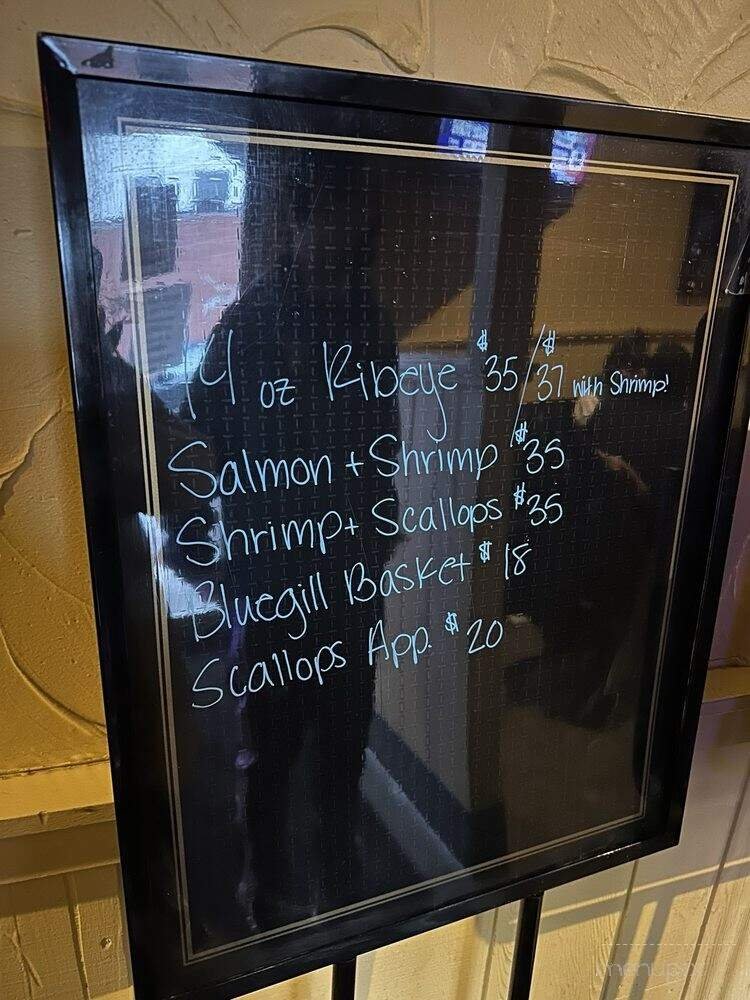 14 oz Ribeye $35/$37 with Shrimp!
Salmon + Shrimp $35
Shrimp + Scallops $35
Bluegill Basket $18
Scallops App. $20